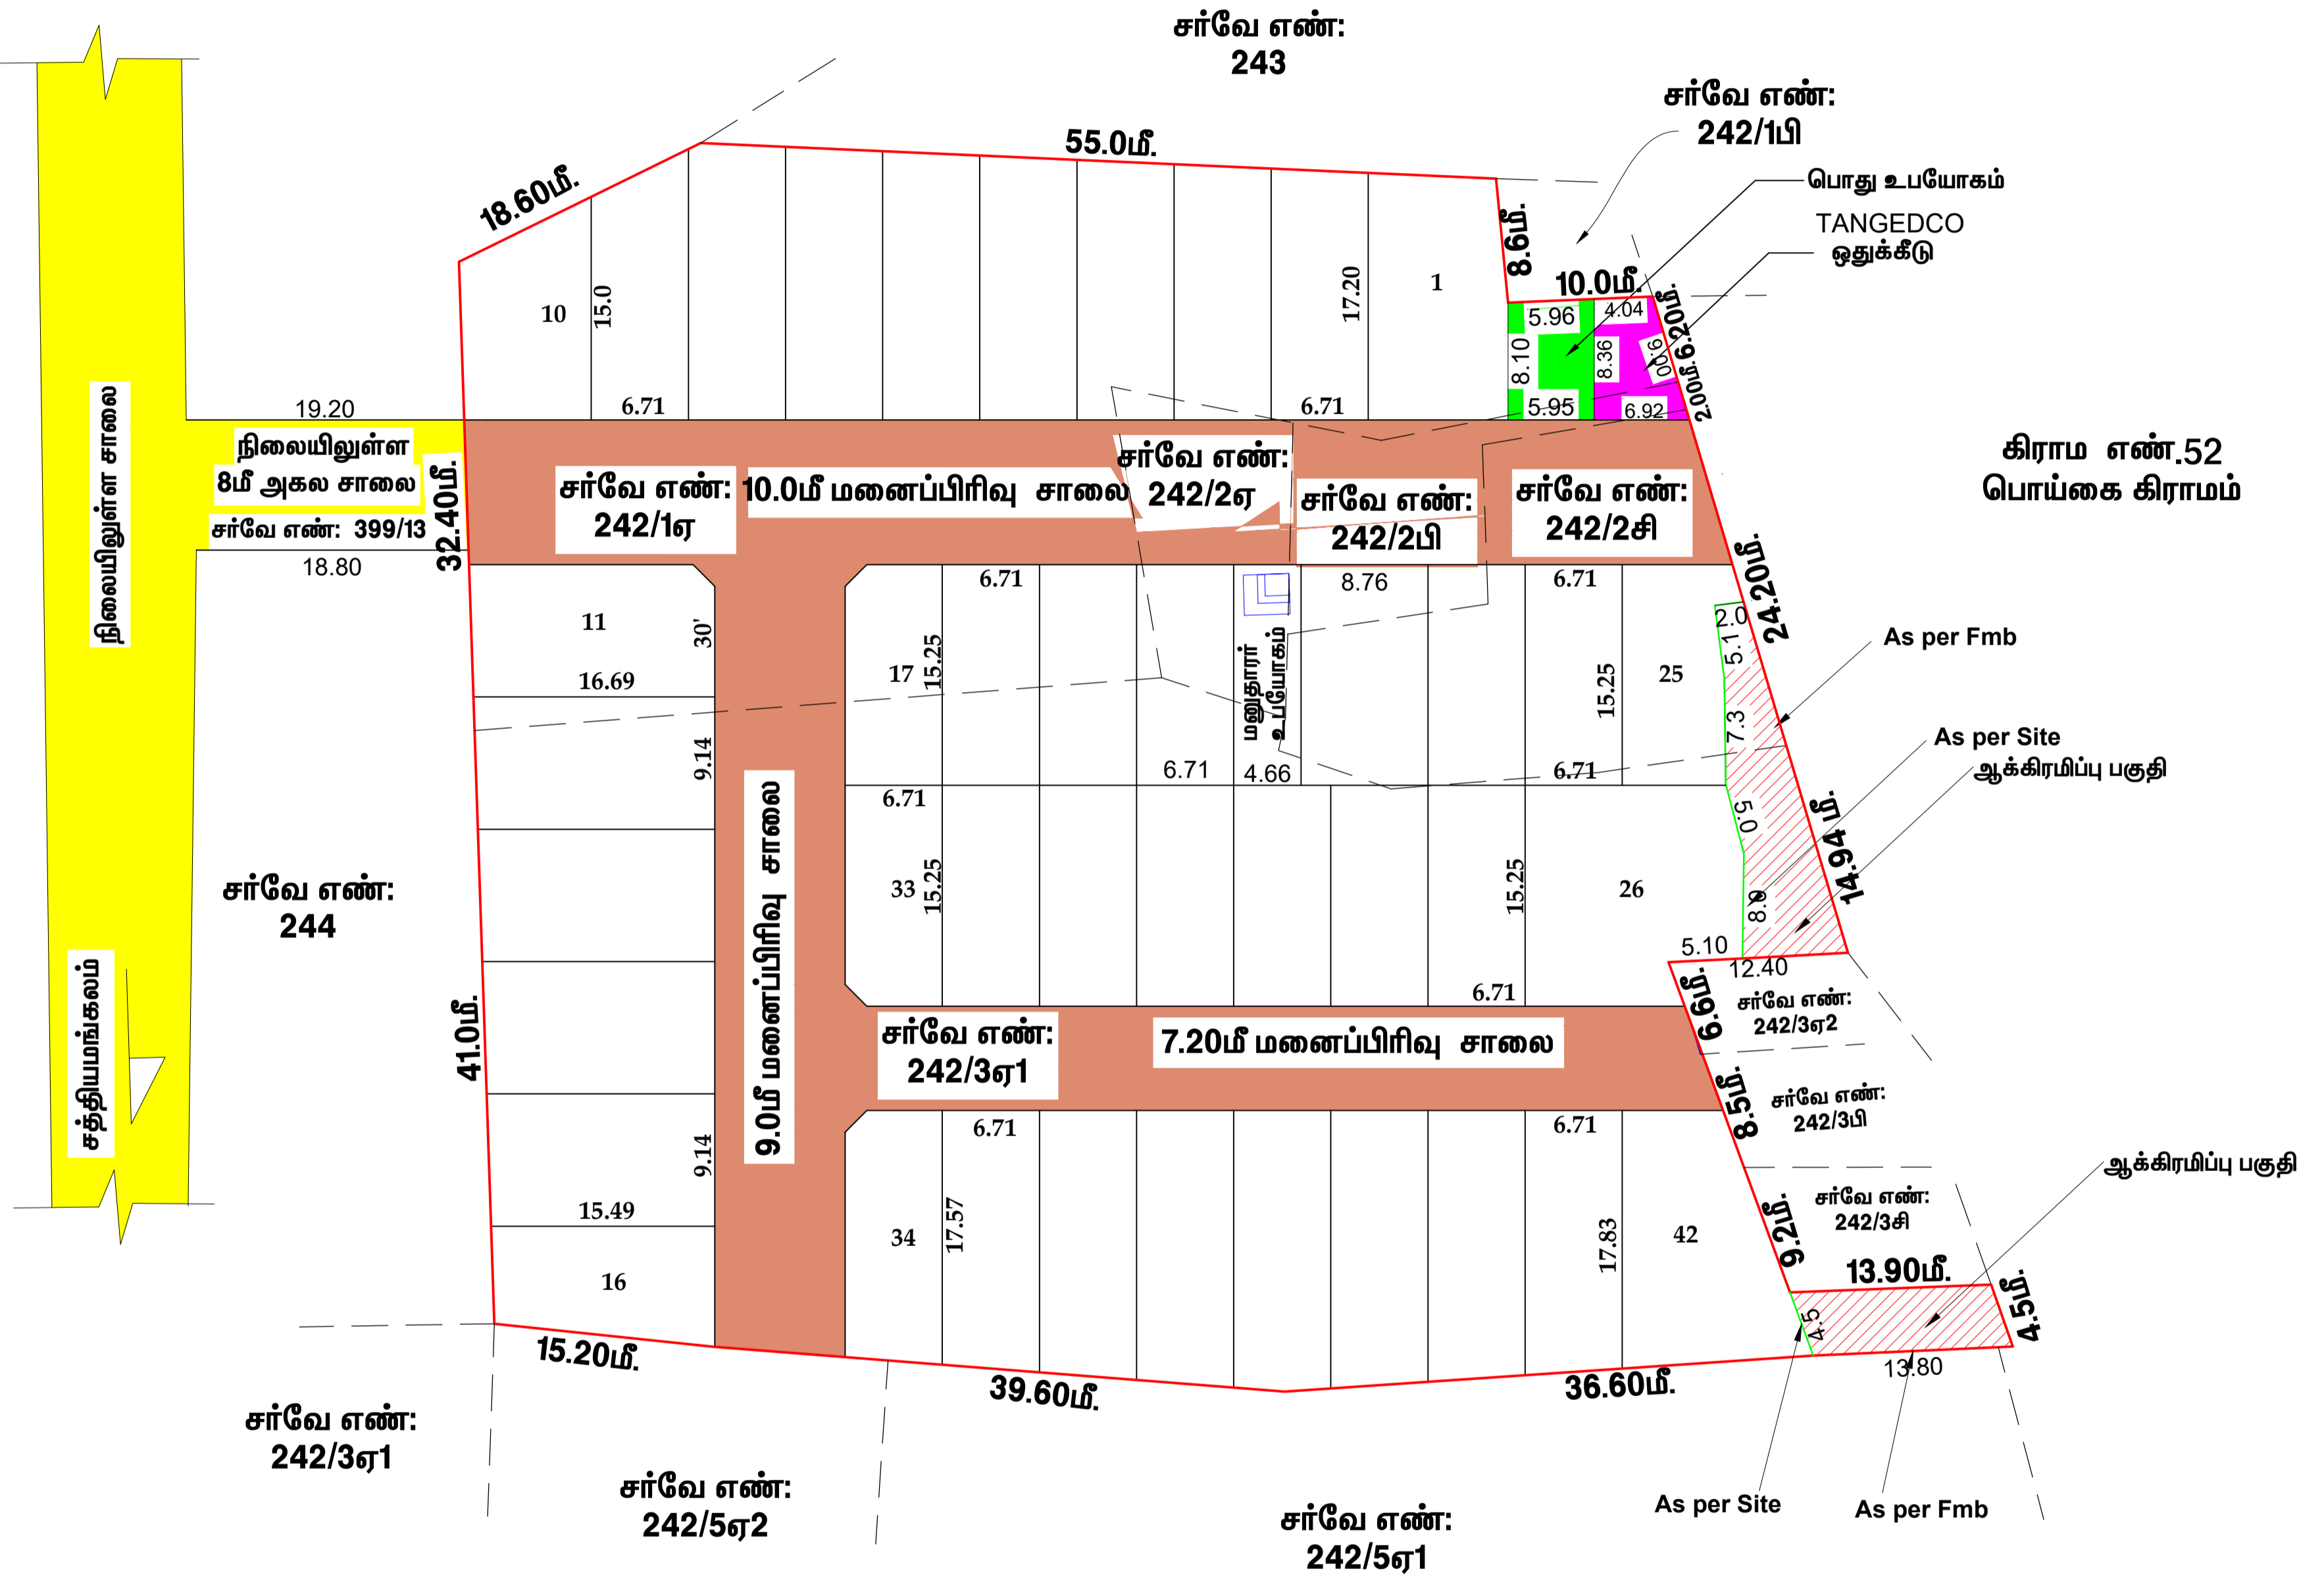 சர்வே எண்:
243
சர்வே எண்:
242/1பி
55.0மீ.
பொது உபயோகம்
TANGEDCO
ஒதுக்கீடு
18.60மீ.
8.6மீ.
10.0மீ.
6.20மீ.
2.00மீ.
10
15.0
17.20
1
5.96
4.04
8.10
8.36
6.00
5.95
6.92
6.71
6.71
19.20
நிலையிலுள்ள
8மீ அகல சாலை
சர்வே எண்: 399/13
18.80
நிலையிலுள்ள சாலை
32.40மீ.
சர்வே எண்:
242/1ஏ
10.0மீ மனைப்பிரிவு சாலை
சர்வே எண்:
242/2ஏ
சர்வே எண்:
242/2பி
சர்வே எண்:
242/2சி
கிராம எண்.52
பொய்கை கிராமம்
24.20மீ.
6.71
8.76
6.71
11
30'
16.69
17
15.25
மனுதாரர்
உபயோகம்
15.25
25
2.0
5.1
7.3
As per Fmb
As per Site
ஆக்கிரமிப்பு பகுதி
9.14
6.71
4.66
6.71
6.71
5.0
14.94 மீ.
33
15.25
15.25
26
8.0
5.10
12.40
9.0மீ மனைப்பிரிவு சாலை
சர்வே எண்:
244
சத்தியமங்கலம்
41.0மீ.
6.71
6.6மீ.
சர்வே எண்:
242/3ஏ2
சர்வே எண்:
242/3ஏ1
7.20மீ மனைப்பிரிவு சாலை
8.5மீ.
சர்வே எண்:
242/3பி
6.71
6.71
9.14
15.49
16
34
17.57
17.83
42
9.2மீ.
சர்வே எண்:
242/3சி
ஆக்கிரமிப்பு பகுதி
13.90மீ.
4.5
4.5மீ.
13.80
15.20மீ.
39.60மீ.
36.60மீ.
சர்வே எண்:
242/3ஏ1
சர்வே எண்:
242/5ஏ2
சர்வே எண்:
242/5ஏ1
As per Site
As per Fmb